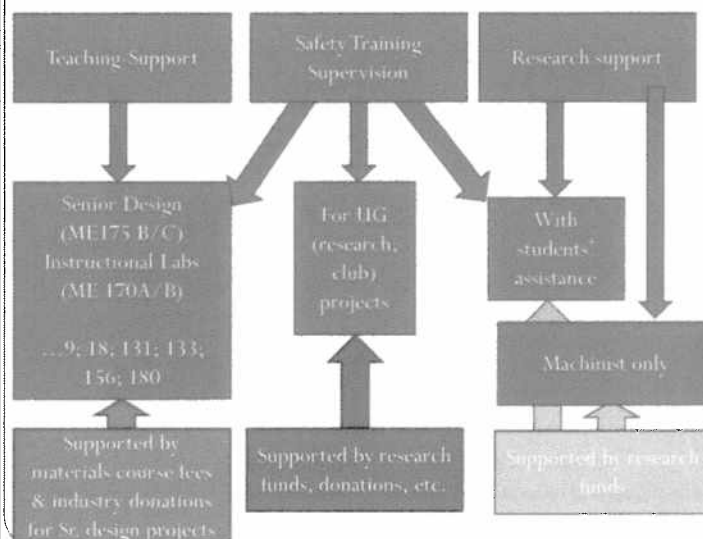 Teaching-Support
Safety Training
Supervision
Research support
Senior Design
(ME175 B/C)
Instructional Labs
(ME 170A/B)
…9; 18; 131; 133;
156; 180
For UG
(research,
club)
projects
With
students'
assistance
Machinist only
Supported by
materials course fees
& industry donations
for Sr. design projects
Supported by research
funds, donations, etc.
Supported by research
funds